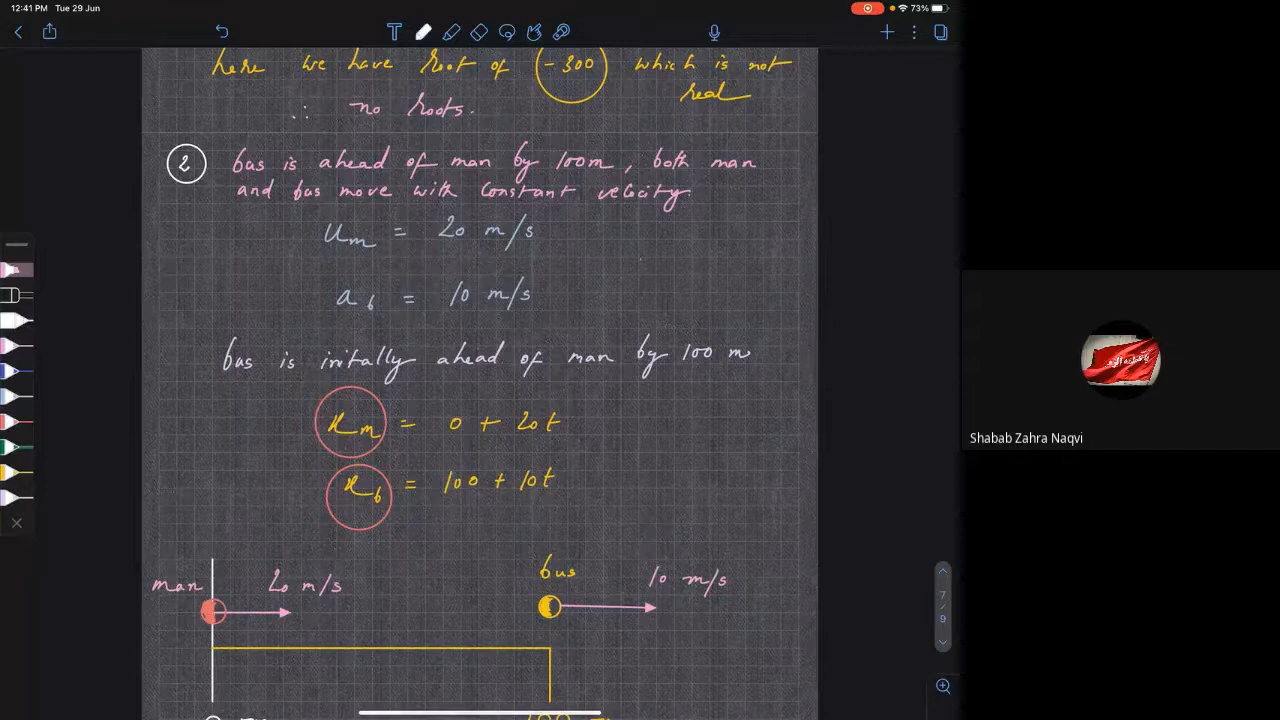 12:41 PM Tue 29 Jun
73%
here we have root of -300 which is not
real
∴ no roots.
2 bus is ahead of man by 100m, both man
and bus move with constant velocity.
um = 20 m/s
ab = 10 m/s
bus is initally ahead of man by 100 m
xm = 0 + 20t
xb = 100 + 10t
man 20 m/s bus 10 m/s
7
/
9
Shabab Zahra Naqvi